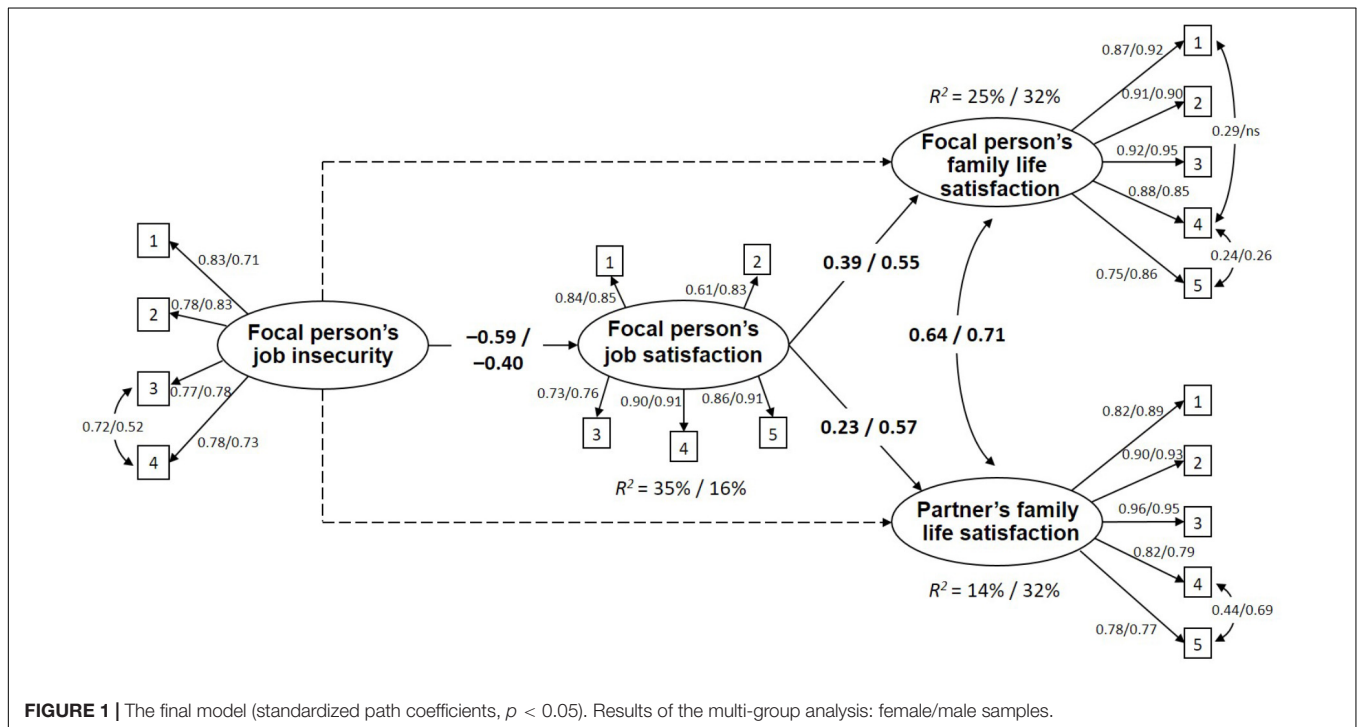 1
0.83/0.71
2
0.78/0.83
3
0.77/0.78
4
0.78/0.73
0.72/0.52
Focal person's
job insecurity
−0.59 /
−0.40
1
0.84/0.85
2
0.61/0.83
Focal person's
job satisfaction
0.73/0.76
0.90/0.91
0.86/0.91
3
4
5
R² = 35% / 16%
0.39 / 0.55
0.23 / 0.57
0.64 / 0.71
R² = 25% / 32%
Focal person's
family life
satisfaction
0.87/0.92
1
0.91/0.90
2
0.92/0.95
3
0.88/0.85
4
0.75/0.86
5
0.29/ns
0.24/0.26
Partner's family
life satisfaction
R² = 14% / 32%
0.82/0.89
1
0.90/0.93
2
0.96/0.95
3
0.82/0.79
4
0.78/0.77
5
0.44/0.69
FIGURE 1 | The final model (standardized path coefficients, p < 0.05). Results of the multi-group analysis: female/male samples.